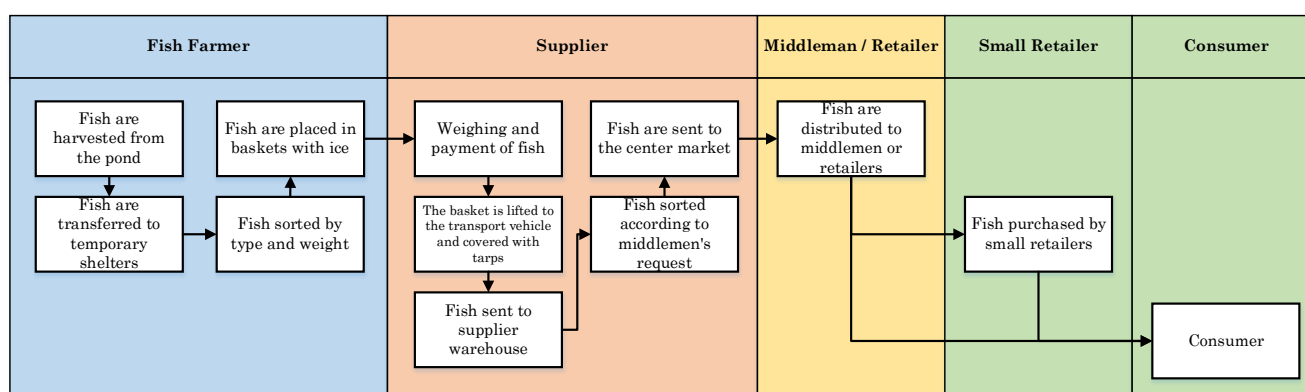 Fish Farmer
Supplier
Middleman / Retailer
Small Retailer
Consumer
Fish are
harvested from
the pond
Fish are
transferred to
temporary
shelters
Fish sorted by
type and weight
Fish are placed in
baskets with ice
Weighing and
payment of fish
The basket is lifted to
the transport vehicle
and covered with
tarps
Fish sent to
supplier
warehouse
Fish sorted
according to
middlemen's
request
Fish are sent to
the center market
Fish are
distributed to
middlemen or
retailers
Fish purchased by
small retailers
Consumer